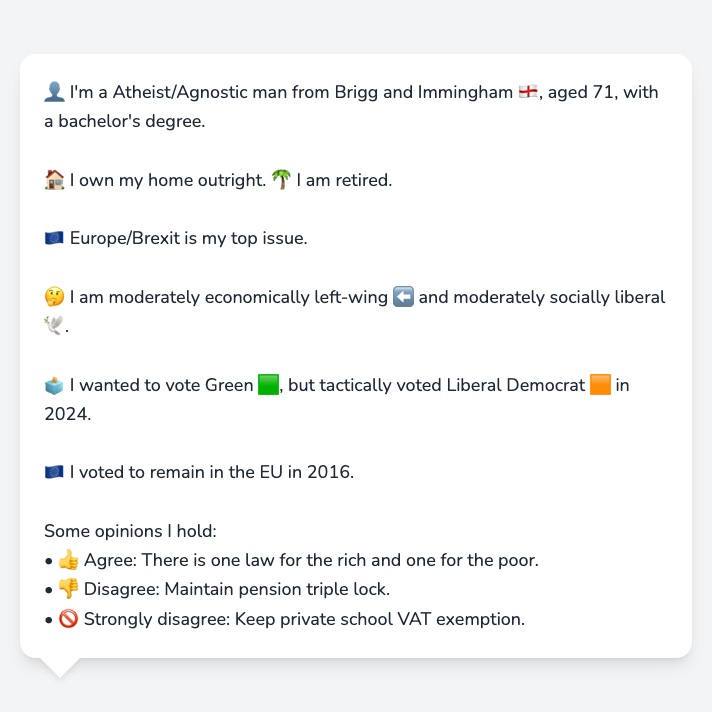 👤 I'm a Atheist/Agnostic man from Brigg and Immingham 🏴󠁧󠁢󠁥󠁮󠁧󠁿, aged 71, with
a bachelor's degree.
🏠 I own my home outright. 🌴 I am retired.
🇪🇺 Europe/Brexit is my top issue.
🤔 I am moderately economically left-wing ⬅️ and moderately socially liberal
🕊️.
🗳️ I wanted to vote Green 🟩, but tactically voted Liberal Democrat 🟧 in
2024.
🇪🇺 I voted to remain in the EU in 2016.
Some opinions I hold:
• 👍 Agree: There is one law for the rich and one for the poor.
• 👎 Disagree: Maintain pension triple lock.
• 🚫 Strongly disagree: Keep private school VAT exemption.